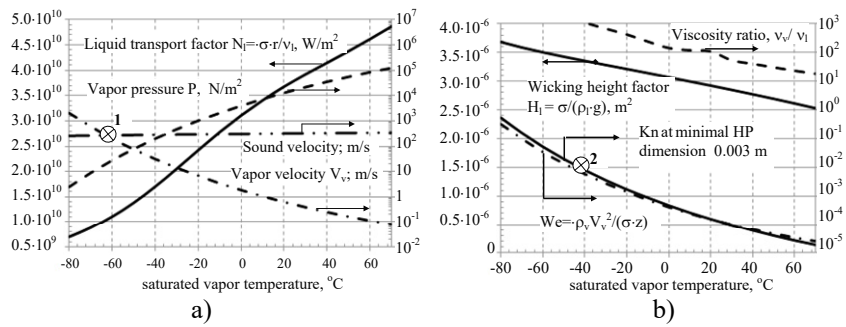 5.0·10¹⁰
4.5·10¹⁰
4.0·10¹⁰
3.5·10¹⁰
3.0·10¹⁰
2.5·10¹⁰
2.0·10¹⁰
1.5·10¹⁰
1.0·10¹⁰
0.5·10⁹
Liquid transport factor Nₗ=·σ·r/νₗ, W/m²
Vapor pressure P, N/m²
1
Sound velocity; m/s
Vapor velocity Vᵥ; m/s
10⁷
10⁶
10⁵
10⁴
10³
10²
10¹
1
10⁻¹
10⁻²
-80 -60 -40 -20 0 20 40 60
saturated vapor temperature, °C
a)
4.0·10⁻⁶
3.5·10⁻⁶
3.0·10⁻⁶
2.5·10⁻⁶
2.0·10⁻⁶
1.5·10⁻⁶
1.0·10⁻⁶
0.5·10⁻⁶
0
Viscosity ratio, νᵥ/ νₗ
Wicking height factor
Hₗ = σ/(ρₗ·g), m²
Kn at minimal HP
dimension 0.003 m
2
We=·ρᵥVᵥ²/(σ·z)
10³
10²
10¹
10⁰
10⁻¹
10⁻²
10⁻³
10⁻⁴
10⁻⁵
-80 -60 -40 -20 0 20 40 60
saturated vapor temperature, °C
b)